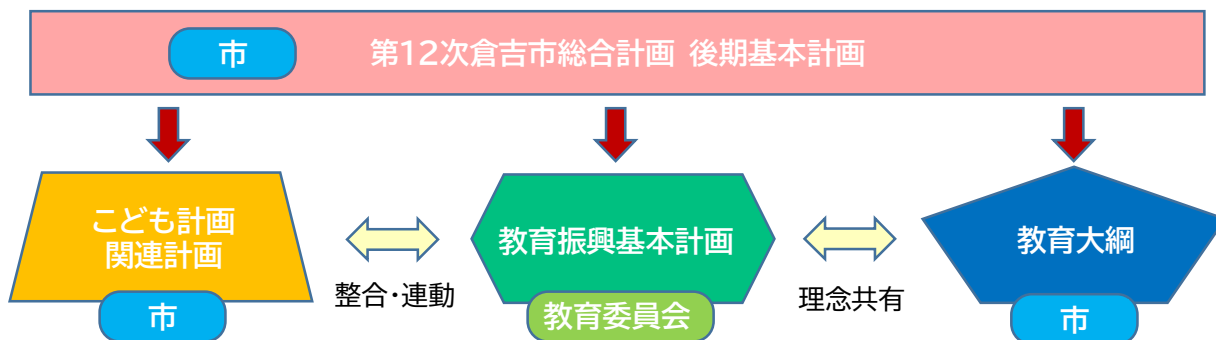 市
第12次倉吉市総合計画 後期基本計画
こども計画
関連計画
市
整合・連動
教育振興基本計画
教育委員会
理念共有
教育大綱
市